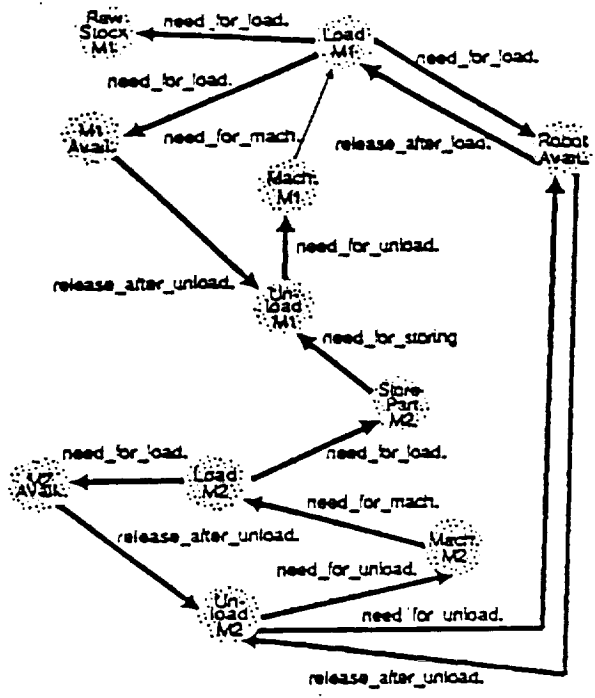 Raw
Stock
M1
need_for_load.
Load
M1
need_for_load.
need_for_load.
M1
Avail.
need_for_mach.
release_after_load.
Robot
Avail.
Mach.
M1
need_for_unload.
release_after_unload.
Un-
load
M1
need_for_storing
Store
Part
M2
need_for_load.
need_for_load.
M2
Avail.
Load
M2
need_for_mach.
release_after_unload.
Mach.
M2
need_for_unload.
Un-
load
M2
need_for_unload.
release_after_unload.